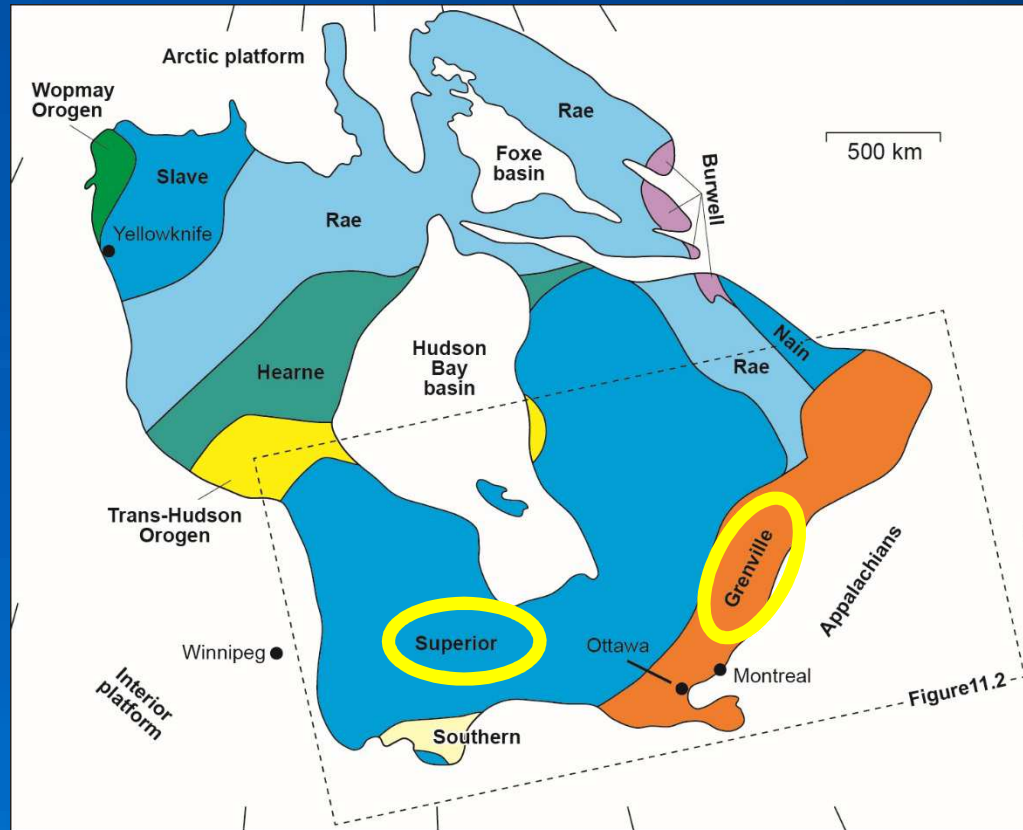 Arctic platform
Wopmay
Orogen
Rae
500 km
Foxe
basin
Slave
Burwell
Rae
Yellowknife
Nain
Hudson
Bay
basin
Rae
Hearne
Trans-Hudson
Orogen
Grenville
Appalachians
Superior
Ottawa
Winnipeg
Montreal
Interior
platform
Figure11.2
Southern